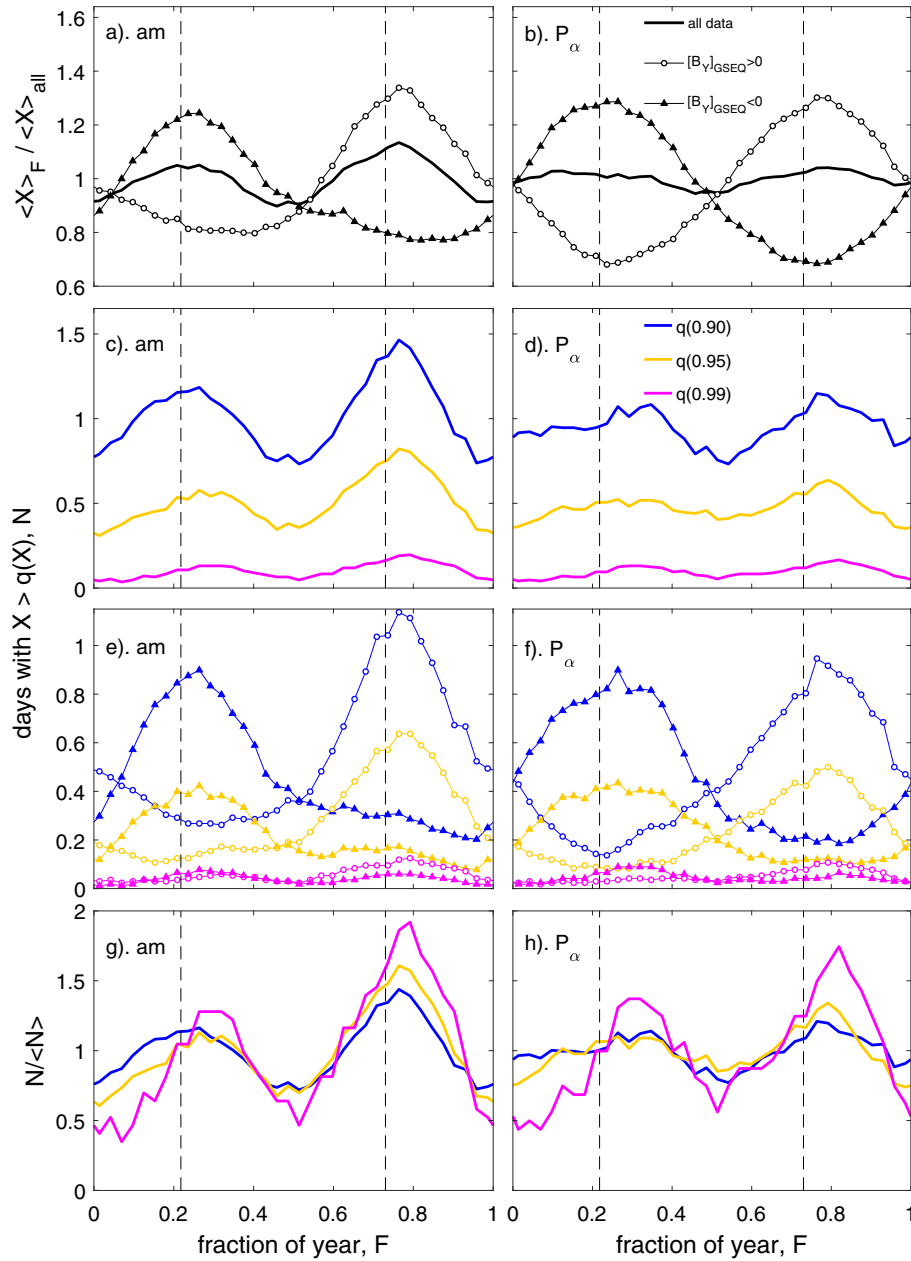 a). am
b). Pα
all data
[BY]GSEQ>0
[BY]GSEQ<0
<X>F / <X>all
1.6
1.4
1.2
1
0.8
0.6
c). am
d). Pα
q(0.90)
q(0.95)
q(0.99)
1.5
1
0.5
0
days with X > q(X), N
e). am
f). Pα
1
0.8
0.6
0.4
0.2
0
g). am
h). Pα
N/<N>
2
1.5
1
0.5
0
0 0.2 0.4 0.6 0.8 1
0 0.2 0.4 0.6 0.8 1
fraction of year, F
fraction of year, F